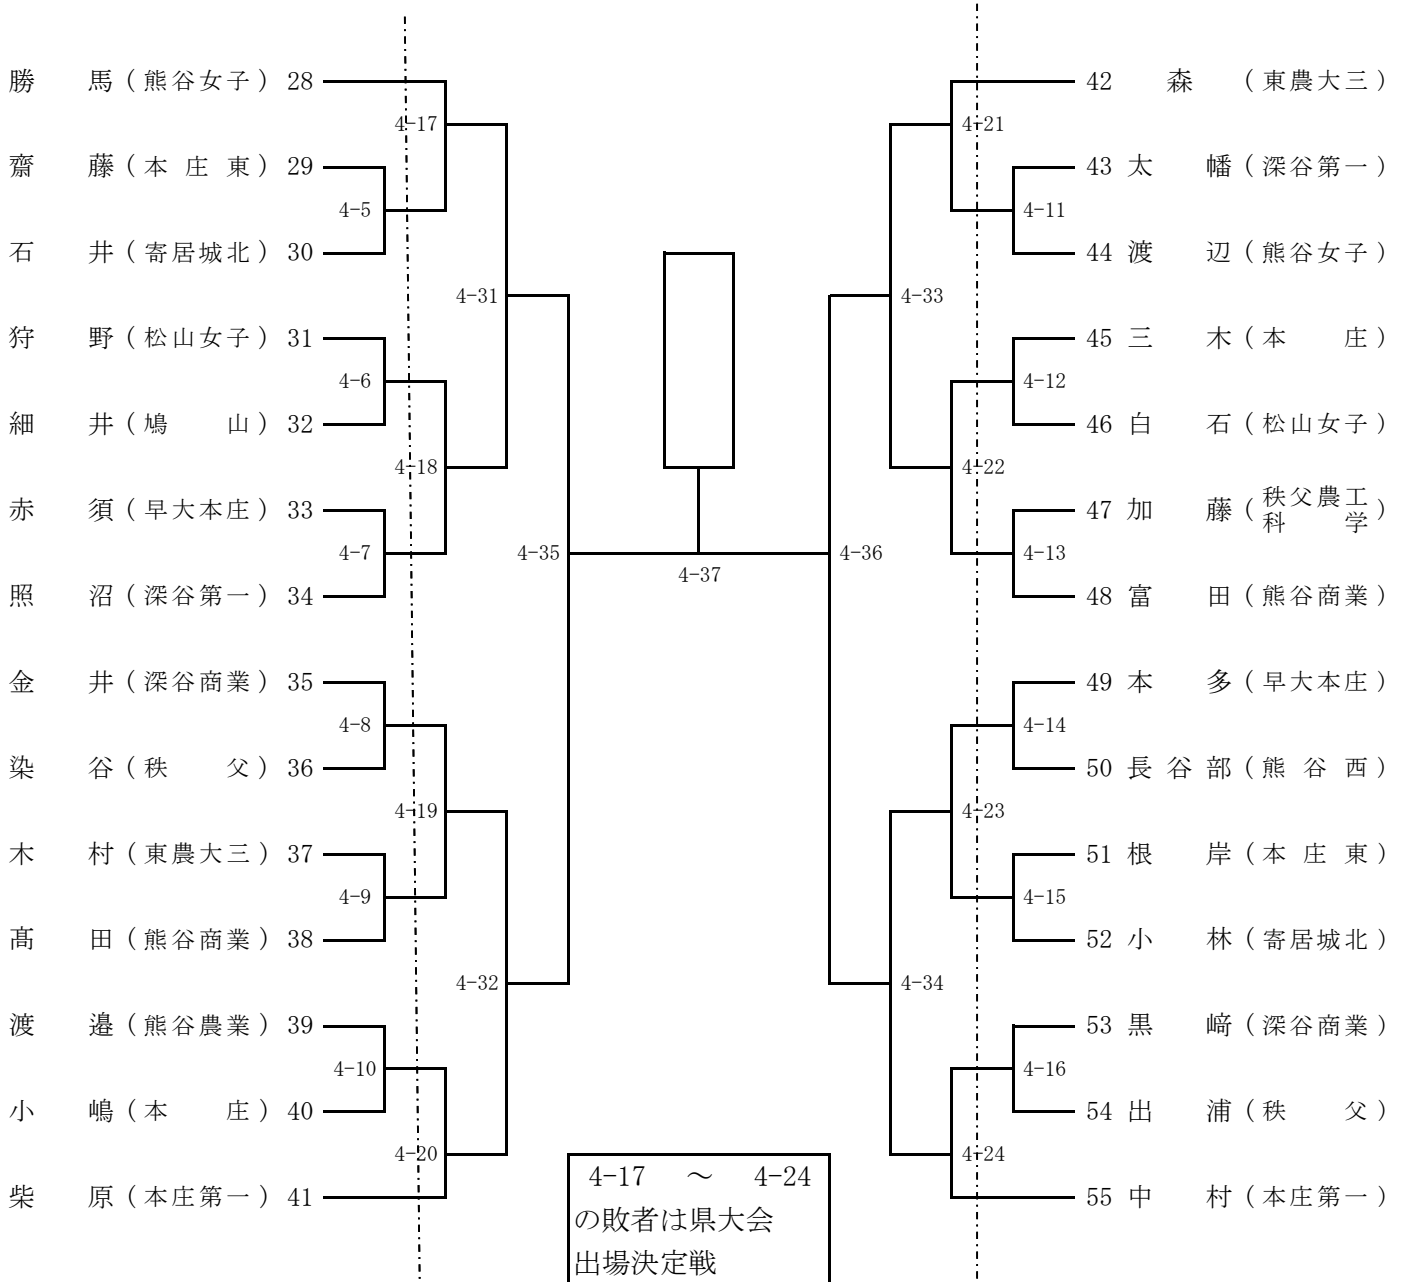 勝馬(熊谷女子) 28
4-17
齋藤(本庄東) 29
4-5
石井(寄居城北) 30
4-31
狩野(松山女子) 31
4-6
細井(鳩山) 32
4-18
赤須(早大本庄) 33
4-7
照沼(深谷第一) 34
4-35
金井(深谷商業) 35
4-8
染谷(秩父) 36
4-19
木村(東農大三) 37
4-9
髙田(熊谷商業) 38
4-32
渡邉(熊谷農業) 39
4-10
小嶋(本庄) 40
4-20
柴原(本庄第一) 41
4-37
42 森(東農大三)
4-21
43 太幡(深谷第一)
4-11
44 渡辺(熊谷女子)
4-33
45 三木(本庄)
4-12
46 白石(松山女子)
4-22
47 加藤(秩父農工科学)
4-13
4-36
48 富田(熊谷商業)
49 本多(早大本庄)
4-14
50 長谷部(熊谷西)
4-23
51 根岸(本庄東)
4-15
52 小林(寄居城北)
4-34
53 黒﨑(深谷商業)
4-16
54 出浦(秩父)
4-24
55 中村(本庄第一)
4-17 ～ 4-24
の敗者は県大会
出場決定戦